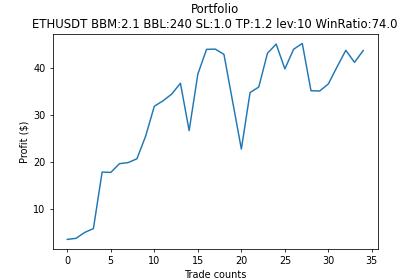 Portfolio
ETHUSDT BBM:2.1 BBL:240 SL:1.0 TP:1.2 lev:10 WinRatio:74.0
Profit ($)
40
30
20
10
0 5 10 15 20 25 30 35
Trade counts